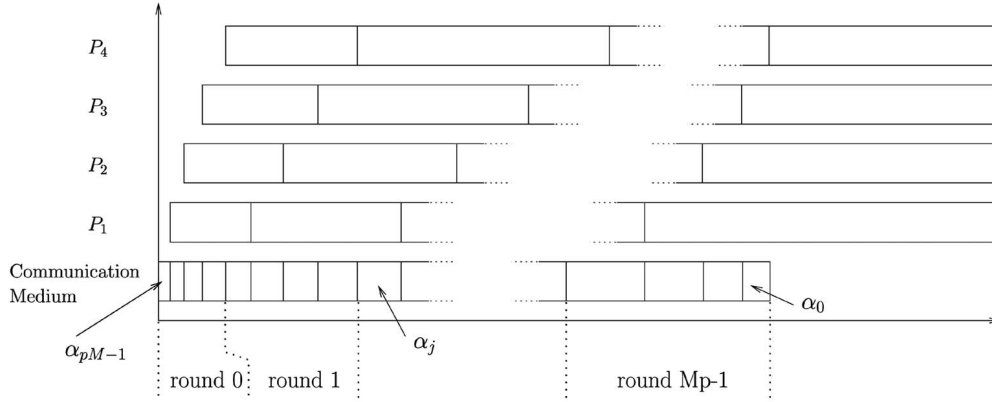 P4
P3
P2
P1
Communication
Medium
α0
αj
αpM−1
round 0
round 1
round Mp-1